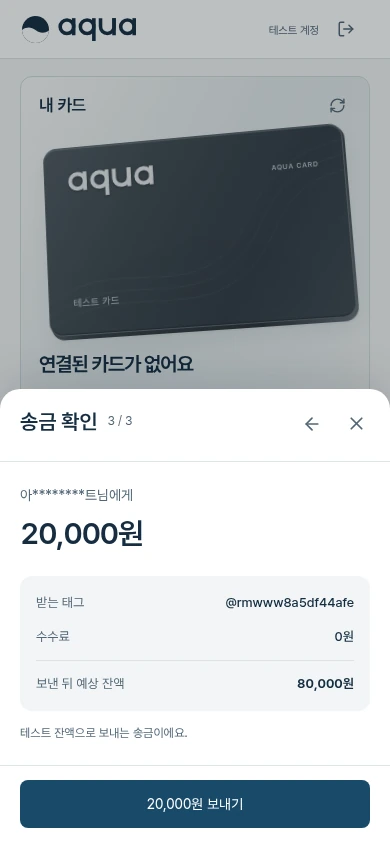 aqua
테스트 계정
내 카드
aqua
AQUA CARD
테스트 카드
연결된 카드가 없어요
송금 확인 3 / 3
아********트님에게
20,000원
받는 태그 @rmwww8a5df44afe
수수료 0원
보낸 뒤 예상 잔액 80,000원
테스트 잔액으로 보내는 송금이에요.
20,000원 보내기